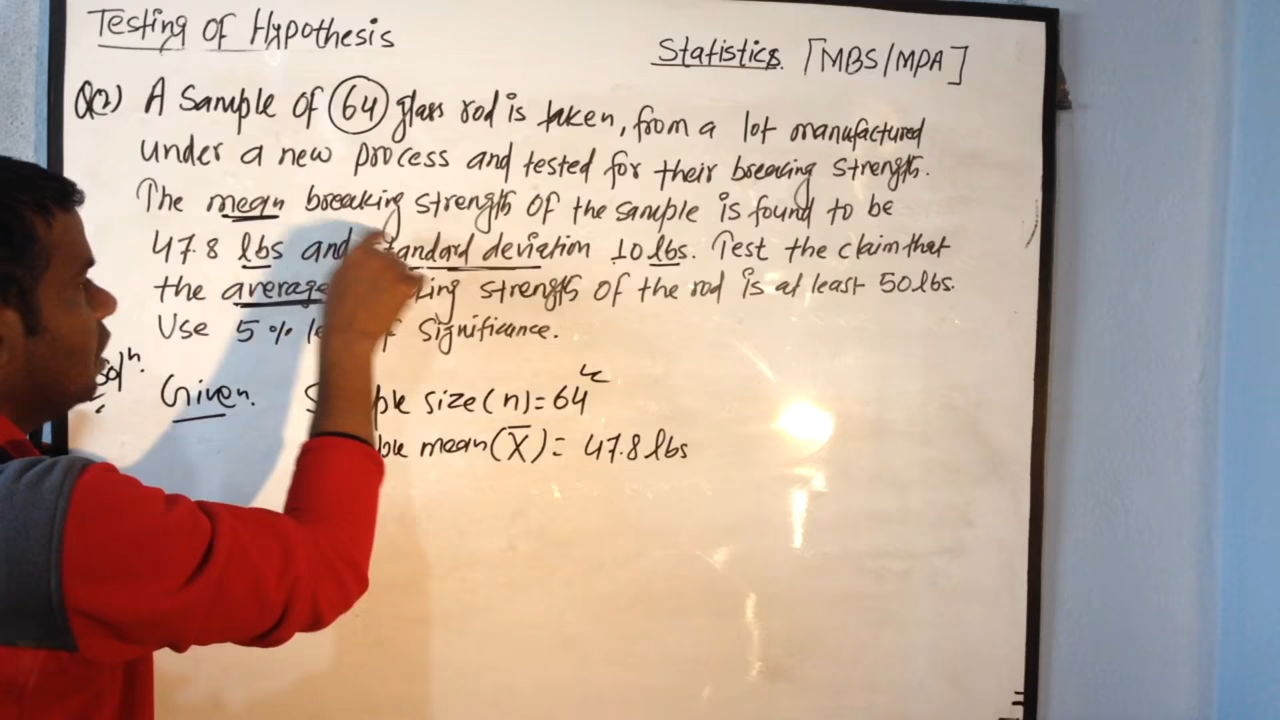 Testing of Hypothesis
Statistics. [MBS/MPA]
Q2) A Sample of 64 glass rod is taken, from a lot manufactured
under a new process and tested for their breaking strength.
The mean breaking strength of the sample is found to be
47.8 lbs and standard deviation 10 lbs. Test the claim that
the average strength of the rod is at least 50 lbs.
Use 5% of significance.
Solⁿ.
Given. size (n) = 64
mean (X̅) = 47.8 lbs